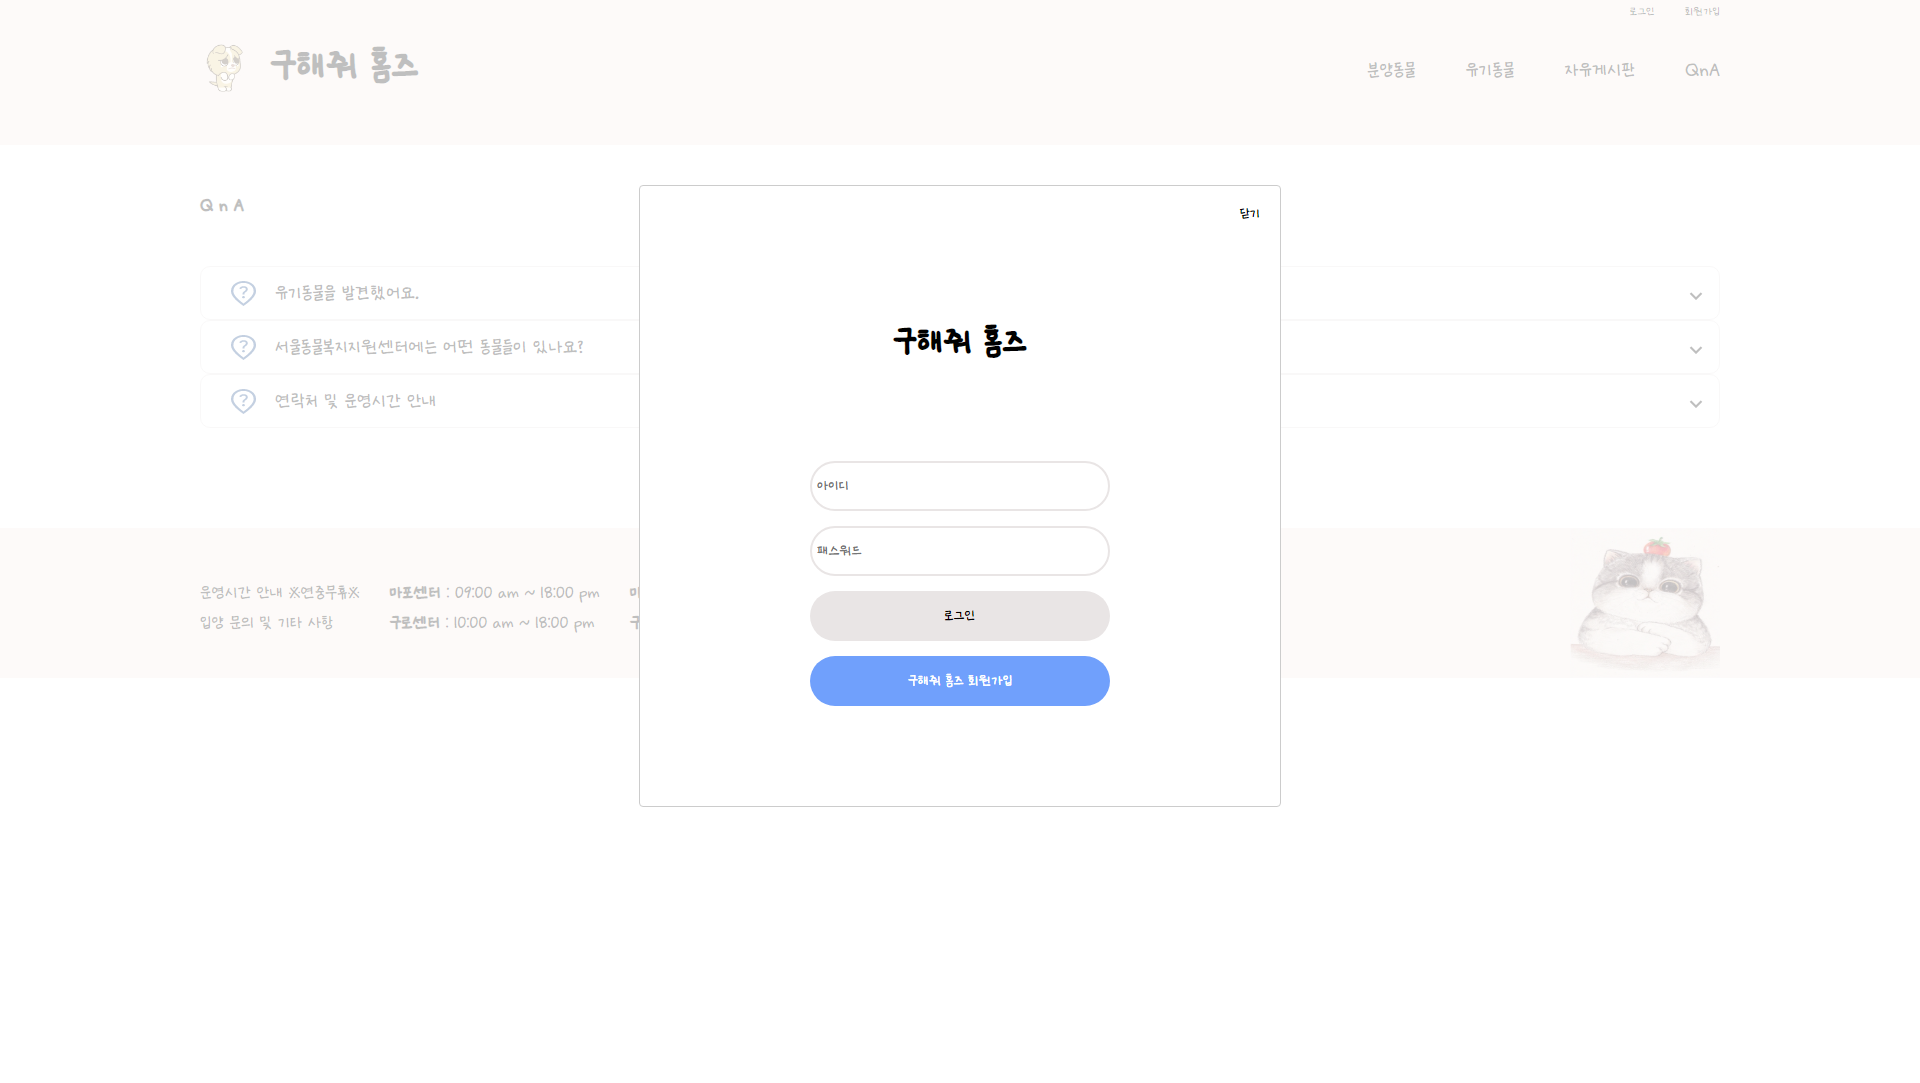 로그인 회원가입
구해줘 홈즈
분양동물 유기동물 자유게시판 QnA
QnA
닫기
유기동물을 발견했어요.
서울동물복지지원센터에는 어떤 동물들이 있나요?
연락처 및 운영시간 안내
구해줘 홈즈
아이디
패스워드
로그인
구해줘 홈즈 회원가입
운영시간 안내 ※연중무휴※ 마포센터 : 09:00 am ~ 18:00 pm
입양 문의 및 기타 사항 구로센터 : 10:00 am ~ 18:00 pm